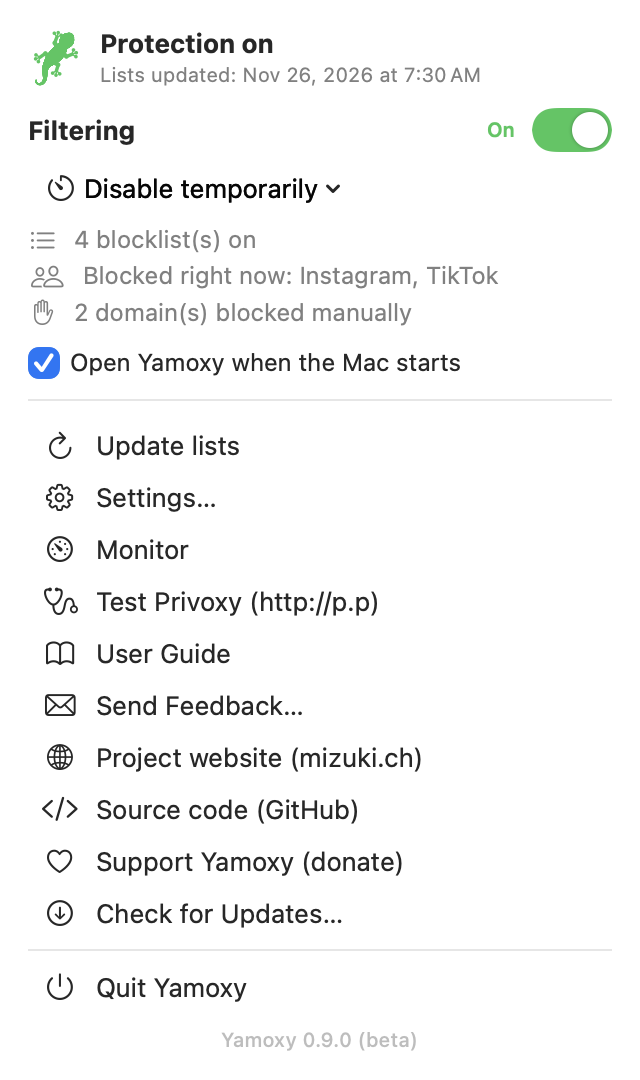 Protection on
Lists updated: Nov 26, 2026 at 7:30 AM
Filtering
On
Disable temporarily
4 blocklist(s) on
Blocked right now: Instagram, TikTok
2 domain(s) blocked manually
Open Yamoxy when the Mac starts
Update lists
Settings...
Monitor
Test Privoxy (http://p.p)
User Guide
Send Feedback...
Project website (mizuki.ch)
Source code (GitHub)
Support Yamoxy (donate)
Check for Updates...
Quit Yamoxy
Yamoxy 0.9.0 (beta)